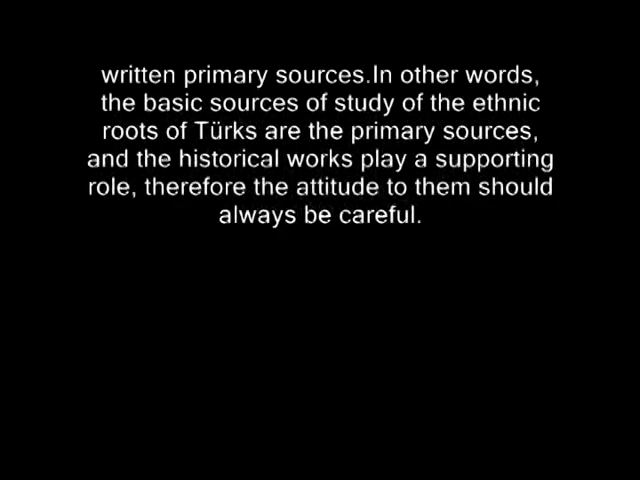 written primary sources.In other words,
the basic sources of study of the ethnic
roots of Türks are the primary sources,
and the historical works play a supporting
role, therefore the attitude to them should
always be careful.